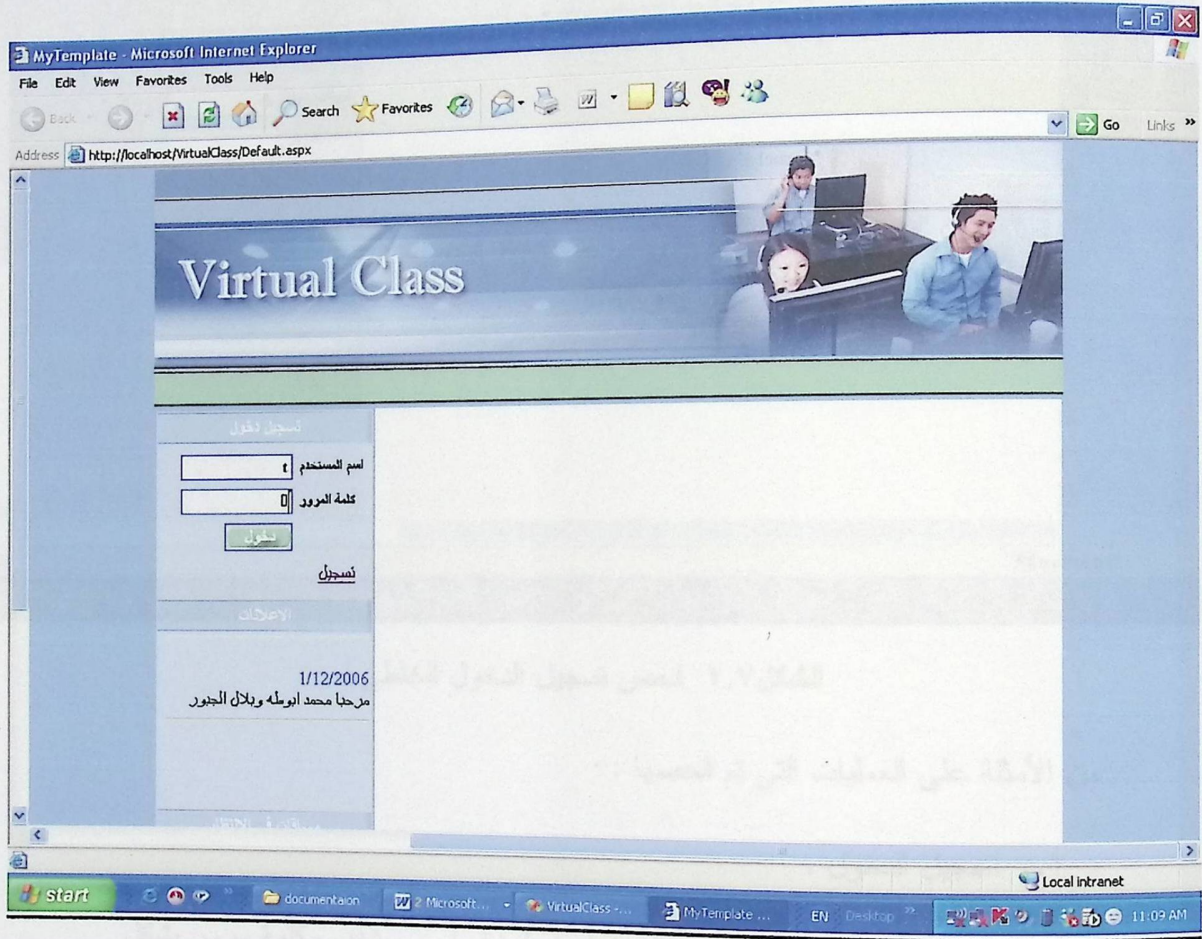 MyTemplate - Microsoft Internet Explorer
File Edit View Favorites Tools Help
Back Search Favorites
Address http://localhost/VirtualClass/Default.aspx Go Links »
Virtual Class
تسجيل دخول
اسم المستخدم t
كلمة المرور
دخول
تسجيل
الاعلانات
1/12/2006
مرحبا محمد ابوطه وبلال الجبور
Local intranet
start » documentaion 2 Microsoft... VirtualClass -... MyTemplate ... EN Desktop » 11:09 AM